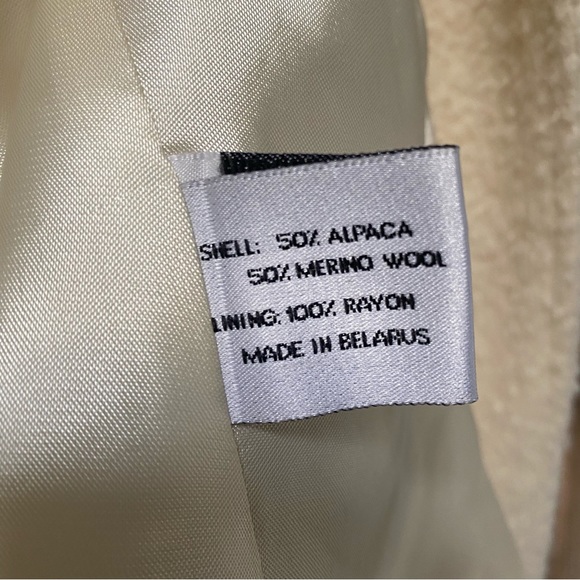 SHELL: 50% ALPACA
50% MERINO WOOL
LINING: 100% RAYON
MADE IN BELARUS